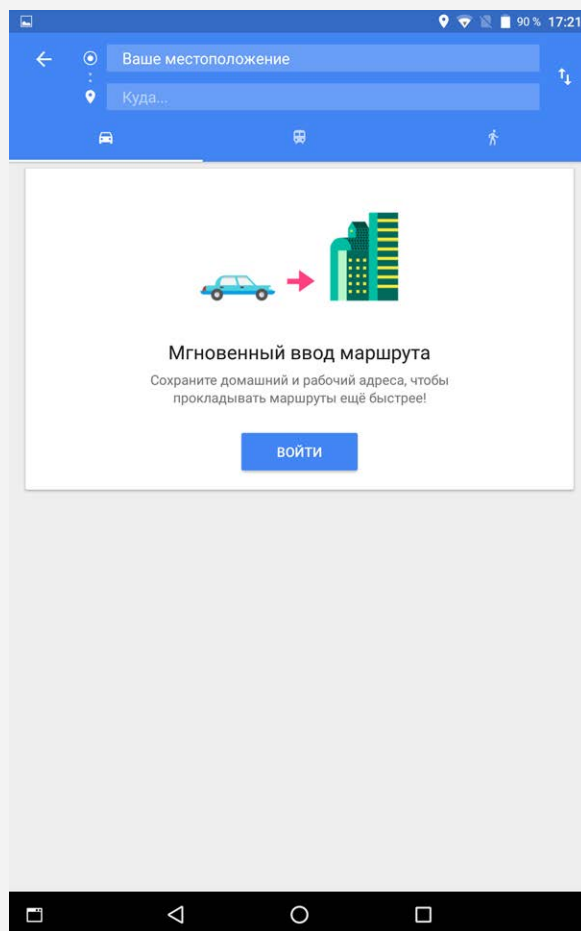 90 % 17:21
Ваше местоположение
Куда...
Мгновенный ввод маршрута
Сохраните домашний и рабочий адреса, чтобы
прокладывать маршруты ещё быстрее!
ВОЙТИ